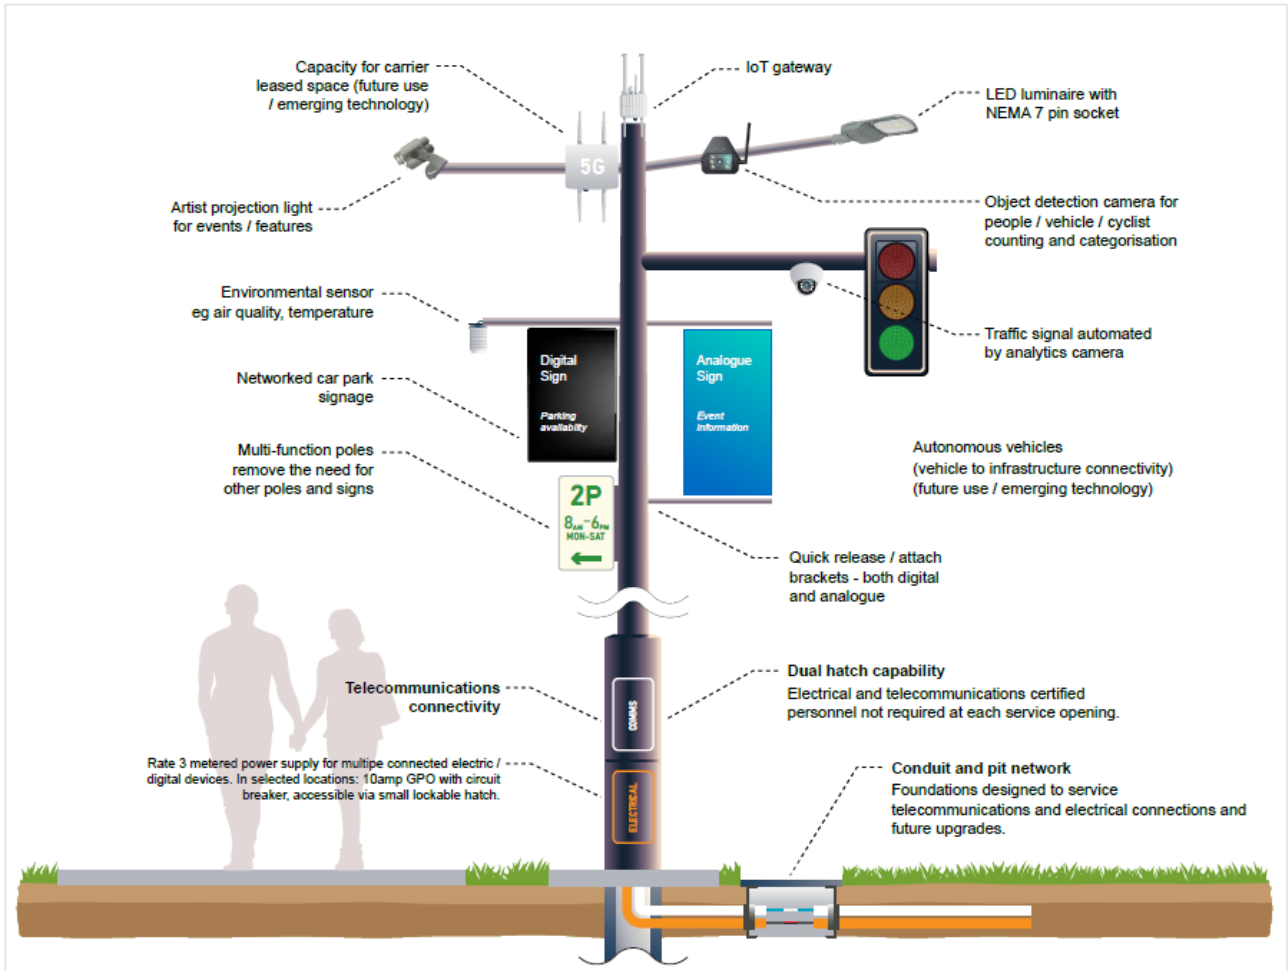 Capacity for carrier
leased space (future use
/ emerging technology)
IoT gateway
LED luminaire with
NEMA 7 pin socket
5G
Artist projection light
for events / features
Object detection camera for
people / vehicle / cyclist
counting and categorisation
Environmental sensor
eg air quality, temperature
Traffic signal automated
by analytics camera
Digital
Sign
Parking
availability
Analogue
Sign
Event
Information
Networked car park
signage
Multi-function poles
remove the need for
other poles and signs
Autonomous vehicles
(vehicle to infrastructure connectivity)
(future use / emerging technology)
2P
8AM-6PM
MON-SAT
Quick release / attach
brackets - both digital
and analogue
Telecommunications
connectivity
COMMS
Dual hatch capability
Electrical and telecommunications certified
personnel not required at each service opening.
Rate 3 metered power supply for multipe connected electric /
digital devices. In selected locations: 10amp GPO with circuit
breaker, accessible via small lockable hatch.
ELECTRICAL
Conduit and pit network
Foundations designed to service
telecommunications and electrical connections and
future upgrades.